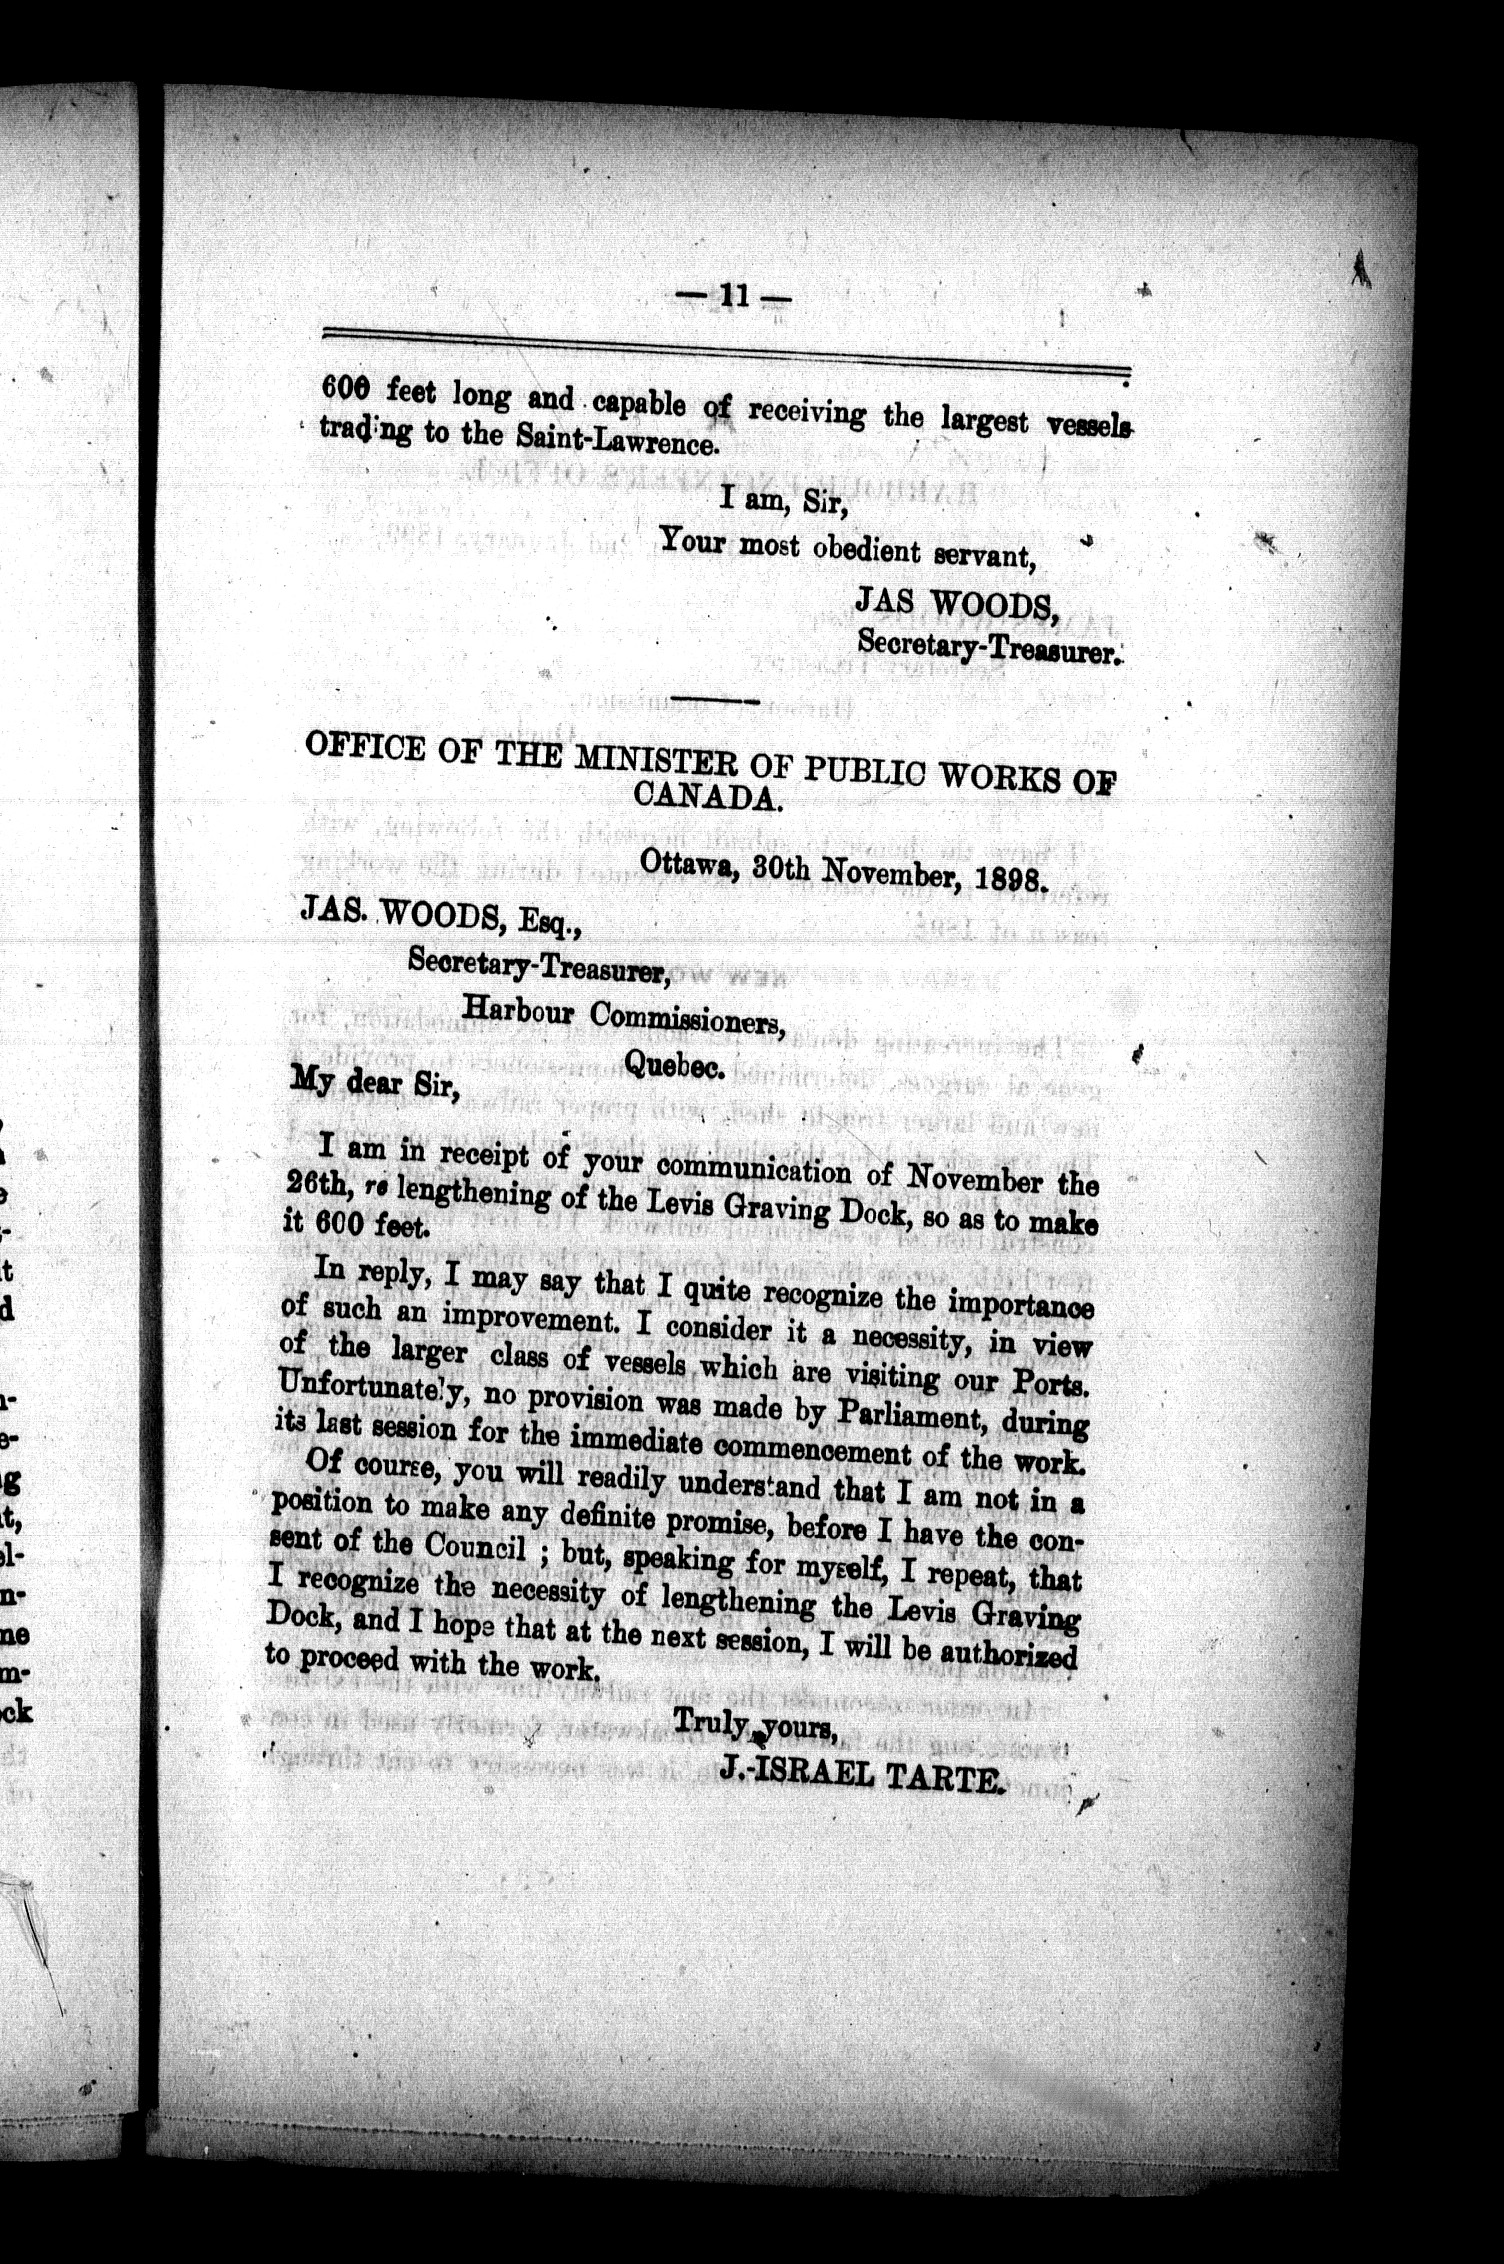 — 11 —
600 feet long and capable of receiving the largest vessels
trading to the Saint-Lawrence.
I am, Sir,
Your most obedient servant,
JAS WOODS,
Secretary-Treasurer.
OFFICE OF THE MINISTER OF PUBLIC WORKS OF
CANADA.
Ottawa, 30th November, 1898.
JAS. WOODS, Esq.,
Secretary-Treasurer,
Harbour Commissioners,
Quebec.
My dear Sir,
I am in receipt of your communication of November the
26th, re lengthening of the Levis Graving Dock, so as to make
it 600 feet.
In reply, I may say that I quite recognize the importance
of such an improvement. I consider it a necessity, in view
of the larger class of vessels which are visiting our Ports.
Unfortunately, no provision was made by Parliament, during
its last session for the immediate commencement of the work.
Of course, you will readily understand that I am not in a
position to make any definite promise, before I have the con-
sent of the Council ; but, speaking for myself, I repeat, that
I recognize the necessity of lengthening the Levis Graving
Dock, and I hope that at the next session, I will be authorized
to proceed with the work.
Truly yours,
J.-ISRAEL TARTE.